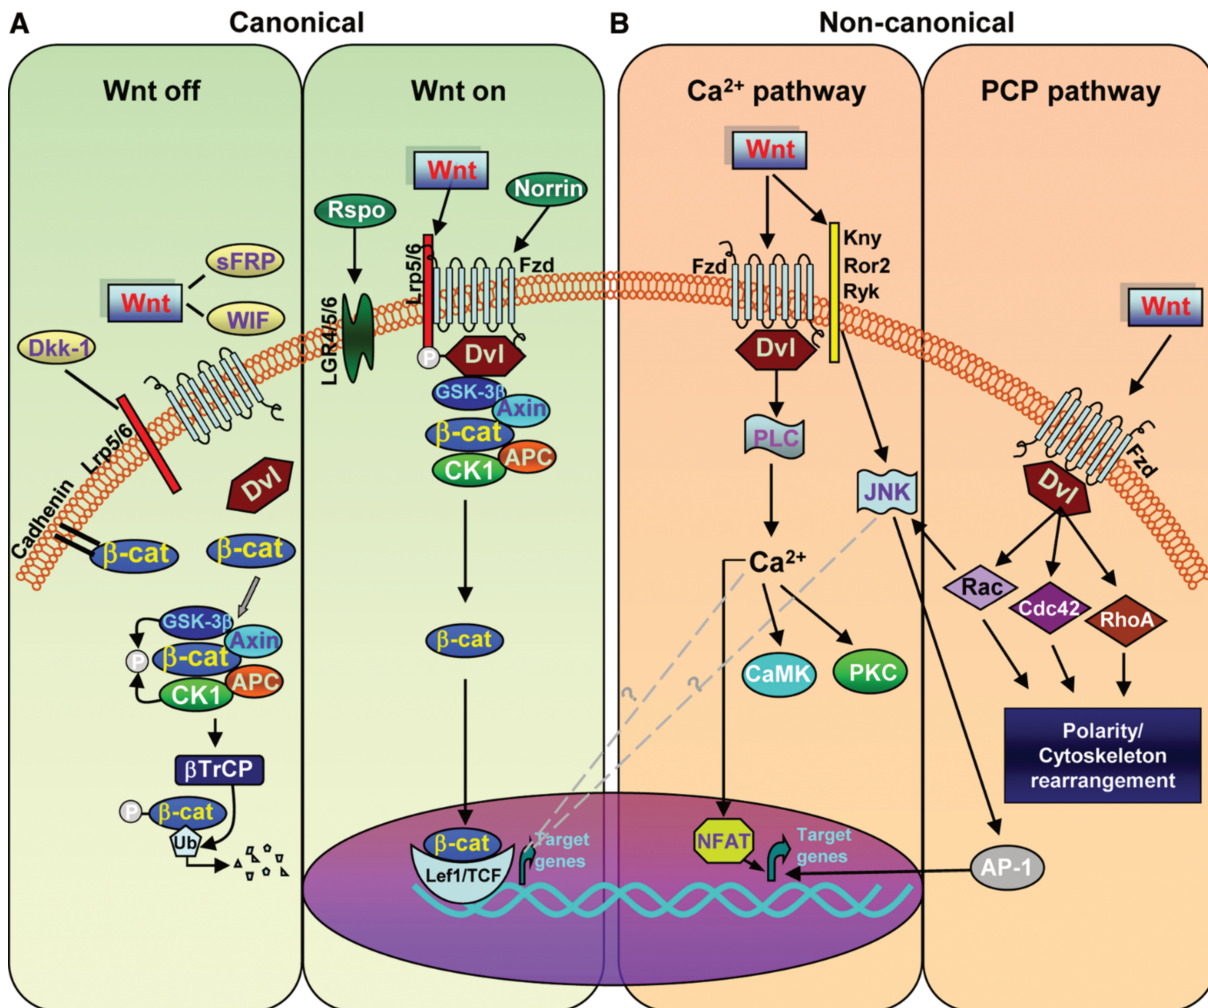 A
Canonical
B
Non-canonical
Wnt off
Wnt on
Ca²⁺ pathway
PCP pathway
Wnt
sFRP
WIF
Dkk-1
Lrp5/6
Cadhenin
Dvl
β-cat
β-cat
GSK-3β
Axin
β-cat
APC
CK1
P
βTrCP
P
β-cat
Ub
Wnt
Norrin
Rspo
Lrp5/6
Fzd
LGR4/5/6
P
Dvl
GSK-3β
Axin
β-cat
APC
CK1
β-cat
β-cat
Lef1/TCF
Target
genes
Wnt
Fzd
Kny
Ror2
Ryk
Dvl
PLC
JNK
Ca²⁺
CaMK
PKC
?
?
NFAT
Target
genes
Wnt
Fzd
Dvl
Rac
Cdc42
RhoA
Polarity/
Cytoskeleton
rearrangement
AP-1